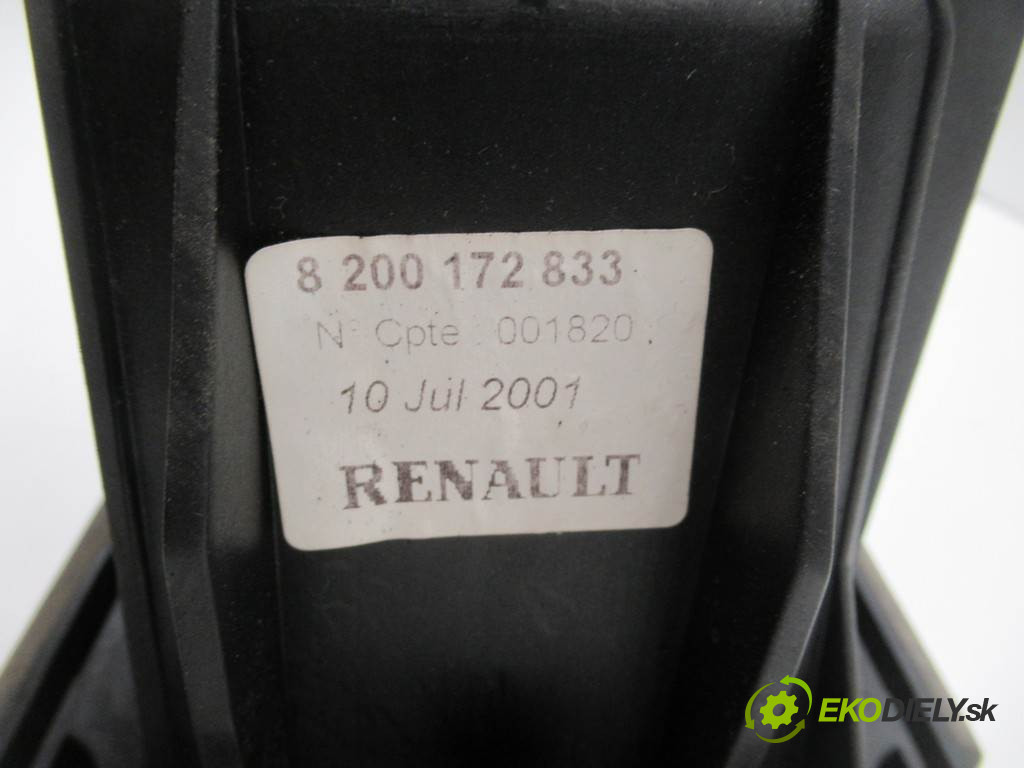 8 200 172 833
N° Cpte : 001820
10 Jul 2001
RENAULT
EKODIELY.sk